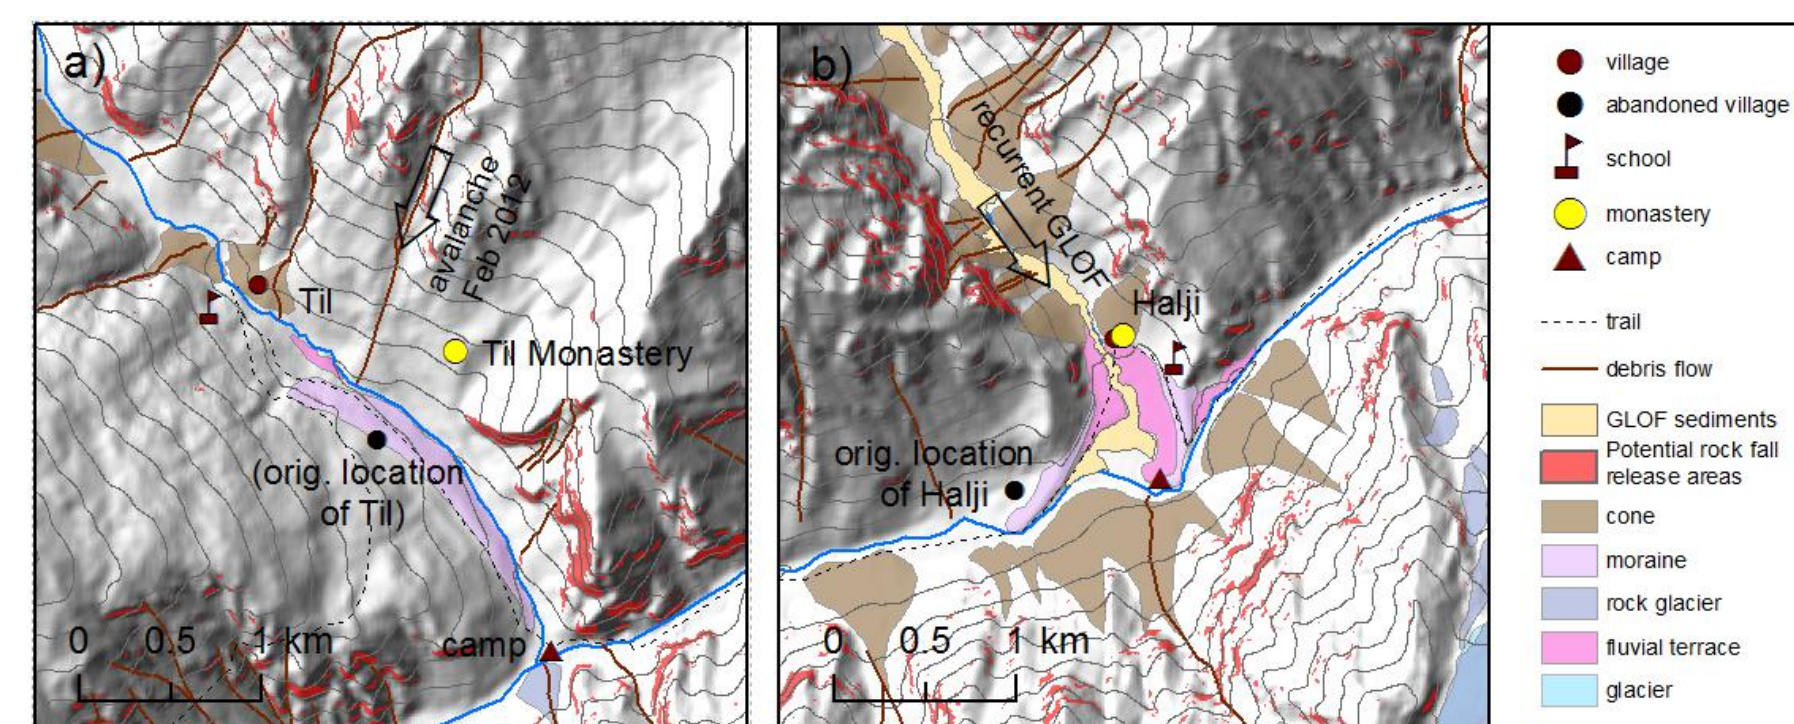 a)
avalanche
Feb 2012
Til
Til Monastery
(orig. location
of Til)
camp
0 0.5 1 km
b)
recurrent GLOF
Halji
orig. location
of Halji
0 0.5 1 km
village
abandoned village
school
monastery
camp
trail
debris flow
GLOF sediments
Potential rock fall
release areas
cone
moraine
rock glacier
fluvial terrace
glacier